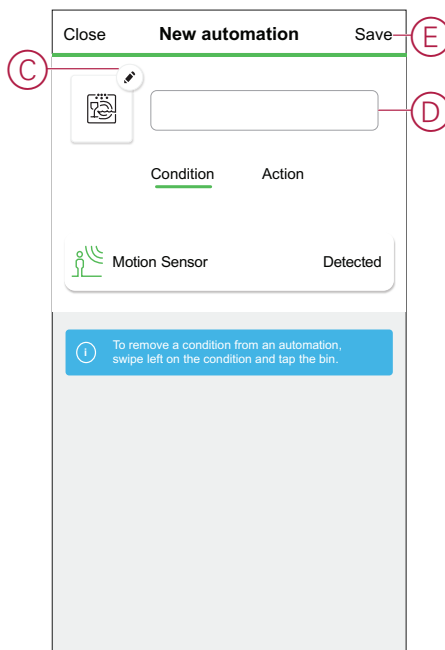 Close New automation Save
E
C
D
Condition Action
Motion Sensor Detected
i
To remove a condition from an automation,
swipe left on the condition and tap the bin.